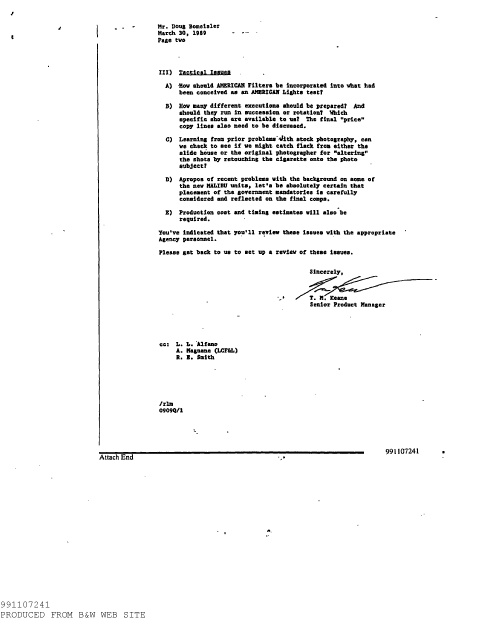 Mr. Doug Bomeisler
March 30, 1989
Page two
III) Tactical Issues
A) How should AMERICAN Filters be incorporated into what had
been conceived as an AMERICAN Lights test?
B) How many different executions should be prepared? And
should they run in succession or rotation? Which
specific shots are available to us? The final "price"
copy lines also need to be discussed.
C) Learning from prior problems with stock photography, can
we check to see if we might catch flack from either the
slide house or the original photographer for "altering"
the shots by retouching the cigarette onto the photo
subject?
D) Apropos of recent problems with the background on some of
the new MALIBU units, let's be absolutely certain that
placement of the government mandatories is carefully
considered and reflected on the final comps.
E) Production cost and timing estimates will also be
required.
You've indicated that you'll review these issues with the appropriate
Agency personnel.
Please get back to us to set up a review of these issues.
Sincerely,
T. M. Keane
Senior Product Manager
cc: L. L. Alfano
A. Magnane (LCF&L)
R. E. Smith
/rlm
0909Q/1
991107241
Attach End
991107241
PRODUCED FROM B&W WEB SITE